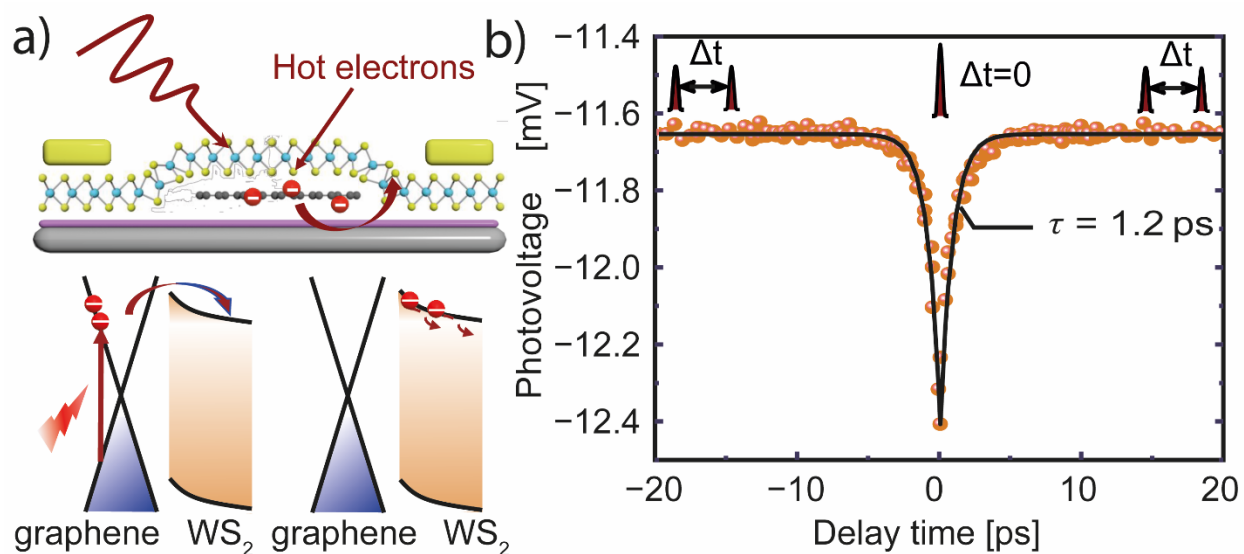 a)
Hot electrons
graphene WS₂
graphene WS₂
b)
Photovoltage [mV]
−11.4
−11.6
−11.8
−12.0
−12.2
−12.4
Δt
Δt=0
Δt
τ = 1.2 ps
−20 −10 0 10 20
Delay time [ps]